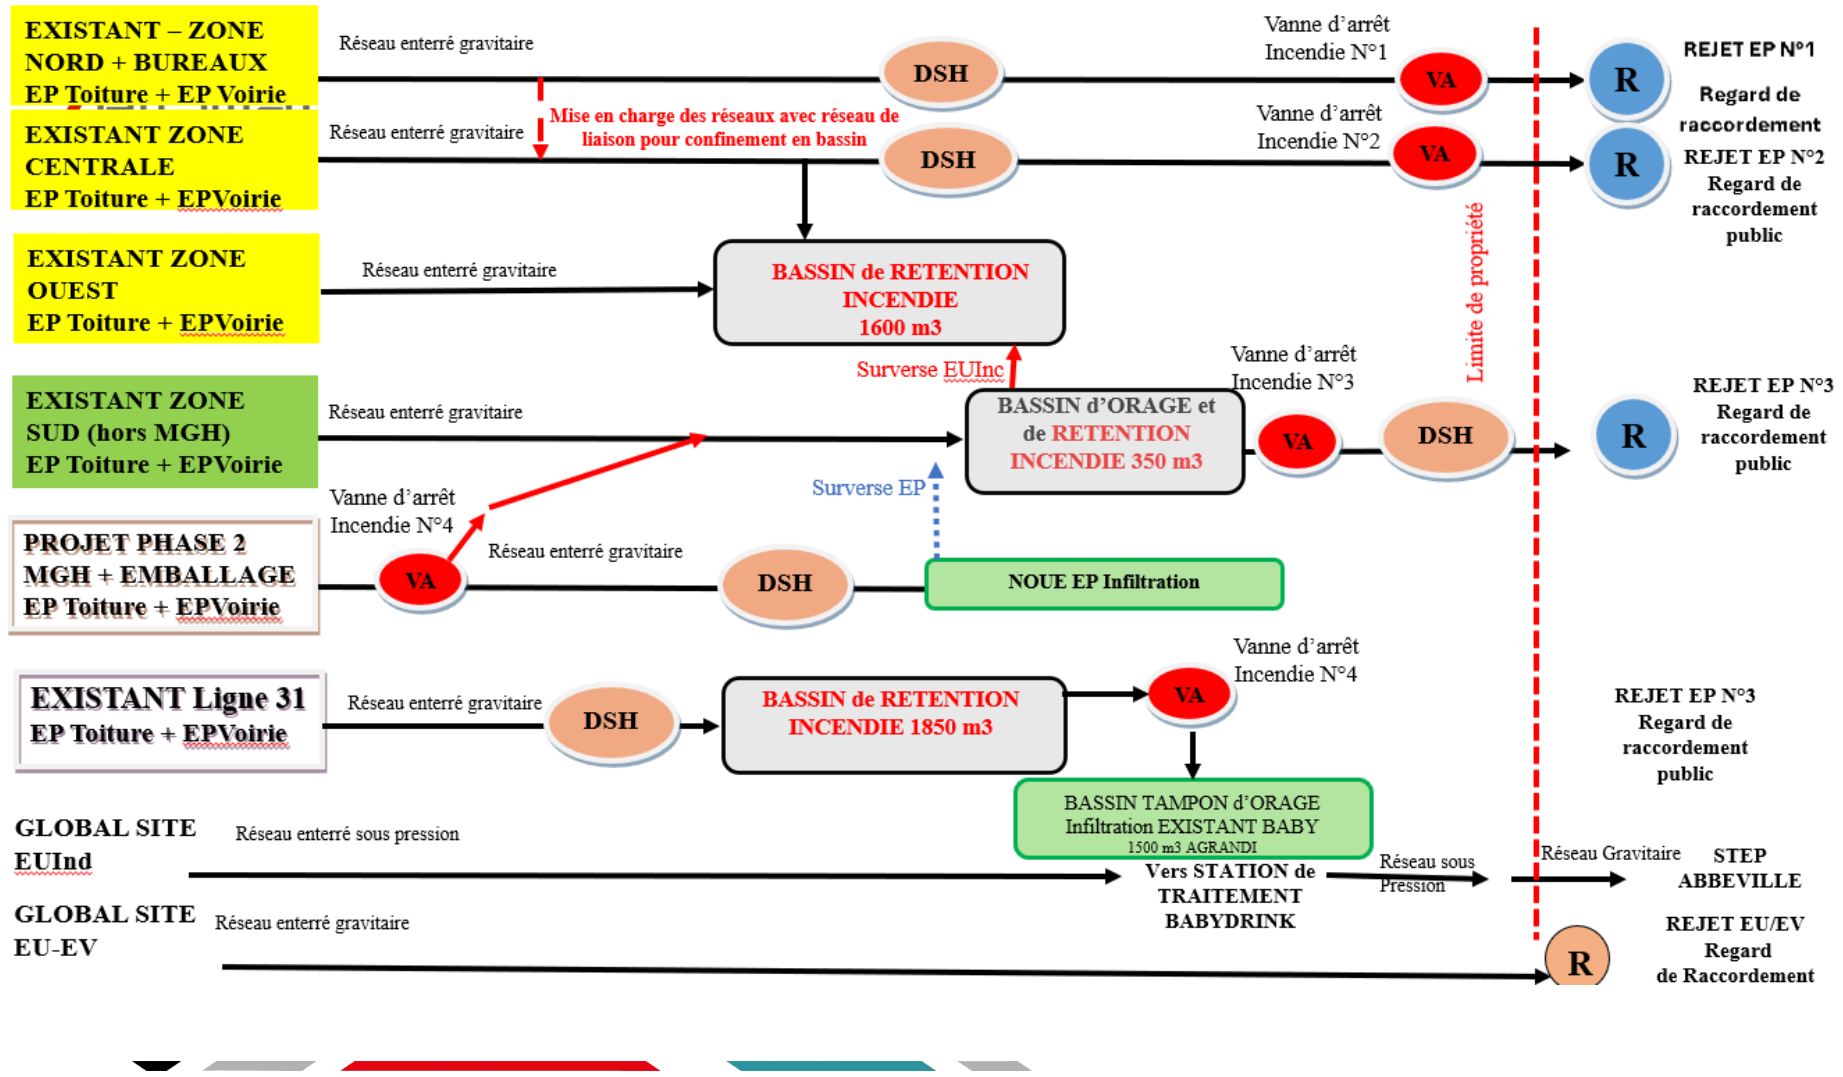 EXISTANT – ZONE
NORD + BUREAUX
EP Toiture + EP Voirie
Réseau enterré gravitaire
DSH
Vanne d’arrêt
Incendie N°1
VA
R
REJET EP N°1
Regard de
raccordement
EXISTANT ZONE
CENTRALE
EP Toiture + EPVoirie
Réseau enterré gravitaire
Mise en charge des réseaux avec réseau de
liaison pour confinement en bassin
DSH
Vanne d’arrêt
Incendie N°2
VA
R
REJET EP N°2
Regard de
raccordement
public
Limite de propriété
EXISTANT ZONE
OUEST
EP Toiture + EPVoirie
Réseau enterré gravitaire
BASSIN de RETENTION
INCENDIE
1600 m3
Surverse EUInc
EXISTANT ZONE
SUD (hors MGH)
EP Toiture + EPVoirie
Réseau enterré gravitaire
BASSIN d’ORAGE et
de RETENTION
INCENDIE 350 m3
Vanne d’arrêt
Incendie N°3
VA
DSH
R
REJET EP N°3
Regard de
raccordement
public
Surverse EP
PROJET PHASE 2
MGH + EMBALLAGE
EP Toiture + EPVoirie
Vanne d’arrêt
Incendie N°4
VA
Réseau enterré gravitaire
DSH
NOUE EP Infiltration
EXISTANT Ligne 31
EP Toiture + EPVoirie
Réseau enterré gravitaire
DSH
BASSIN de RETENTION
INCENDIE 1850 m3
Vanne d’arrêt
Incendie N°4
VA
REJET EP N°3
Regard de
raccordement
public
BASSIN TAMPON d’ORAGE
Infiltration EXISTANT BABY
1500 m3 AGRANDI
GLOBAL SITE
EUInd
Réseau enterré sous pression
Vers STATION de
TRAITEMENT
BABYDRINK
Réseau sous
Pression
Réseau Gravitaire
STEP
ABBEVILLE
GLOBAL SITE
EU-EV
Réseau enterré gravitaire
R
REJET EU/EV
Regard
de Raccordement